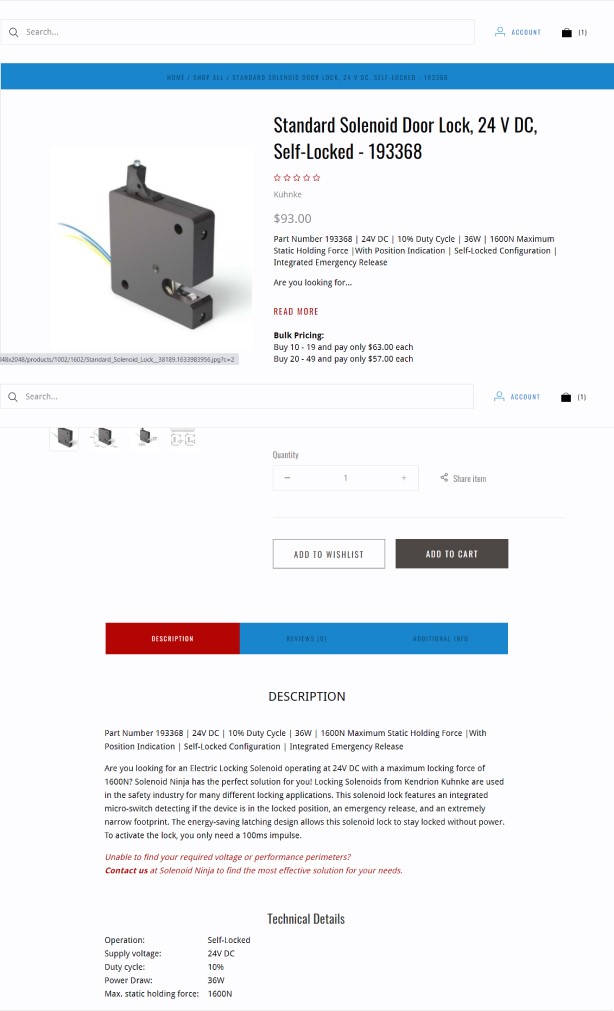 Search...
ACCOUNT
(1)
HOME / SHOP ALL / STANDARD SOLENOID DOOR LOCK, 24 V DC, SELF-LOCKED - 193368
Standard Solenoid Door Lock, 24 V DC,
Self-Locked - 193368
Kuhnke
$93.00
Part Number 193368 | 24V DC | 10% Duty Cycle | 36W | 1600N Maximum
Static Holding Force |With Position Indication | Self-Locked Configuration |
Integrated Emergency Release
Are you looking for...
READ MORE
Bulk Pricing:
Buy 10 - 19 and pay only $63.00 each
Buy 20 - 49 and pay only $57.00 each
48x2048/products/1002/1602/Standard_Solenoid_Lock__38189.1633983956.jpg?c=2
Search...
ACCOUNT
(1)
Quantity
− 1 +
Share item
ADD TO WISHLIST
ADD TO CART
DESCRIPTION
REVIEWS (0)
ADDITIONAL INFO
DESCRIPTION
Part Number 193368 | 24V DC | 10% Duty Cycle | 36W | 1600N Maximum Static Holding Force |With
Position Indication | Self-Locked Configuration | Integrated Emergency Release
Are you looking for an Electric Locking Solenoid operating at 24V DC with a maximum locking force of
1600N? Solenoid Ninja has the perfect solution for you! Locking Solenoids from Kendrion Kuhnke are used
in the safety industry for many different locking applications. This solenoid lock features an integrated
micro-switch detecting if the device is in the locked position, an emergency release, and an extremely
narrow footprint. The energy-saving latching design allows this solenoid lock to stay locked without power.
To activate the lock, you only need a 100ms impulse.
Unable to find your required voltage or performance perimeters?
Contact us at Solenoid Ninja to find the most effective solution for your needs.
Technical Details
Operation: Self-Locked
Supply voltage: 24V DC
Duty cycle: 10%
Power Draw: 36W
Max. static holding force: 1600N